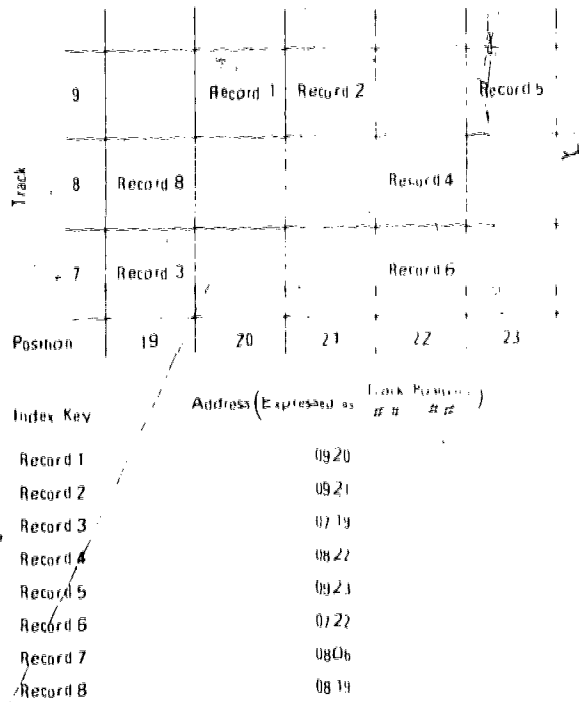 9 Record 1 Record 2 Record 5
Track
8 Record 8 Record 4
7 Record 3 Record 6
Position 19 20 21 22 23
Index Key Address (Expressed as Track Position)
## ##
Record 1 0920
Record 2 0921
Record 3 0719
Record 4 0822
Record 5 0923
Record 6 0722
Record 7 0806
Record 8 0819